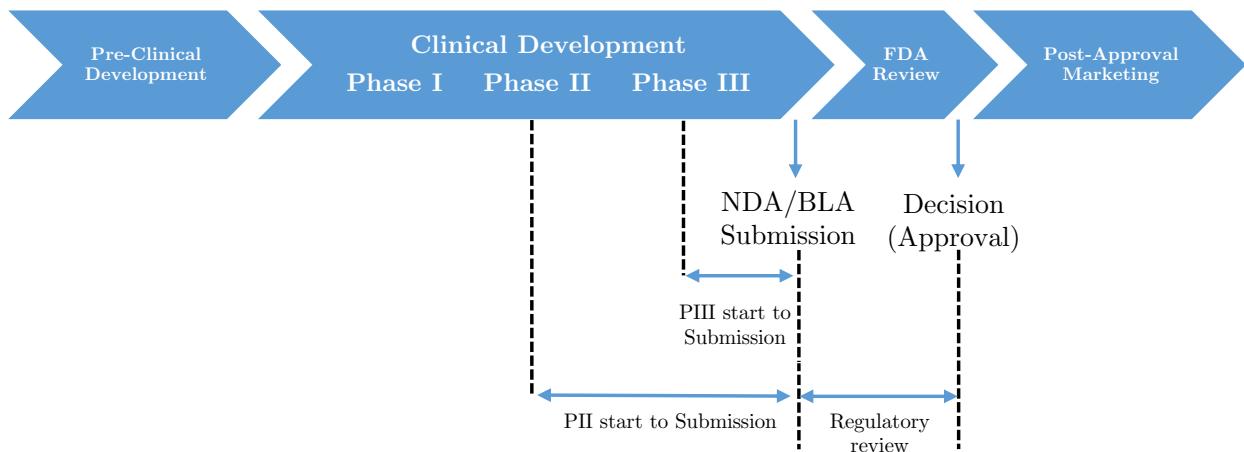 Pre-Clinical
Development
Clinical Development
Phase I Phase II Phase III
FDA
Review
Post-Approval
Marketing
NDA/BLA
Submission
Decision
(Approval)
PIII start to
Submission
PII start to Submission
Regulatory
review